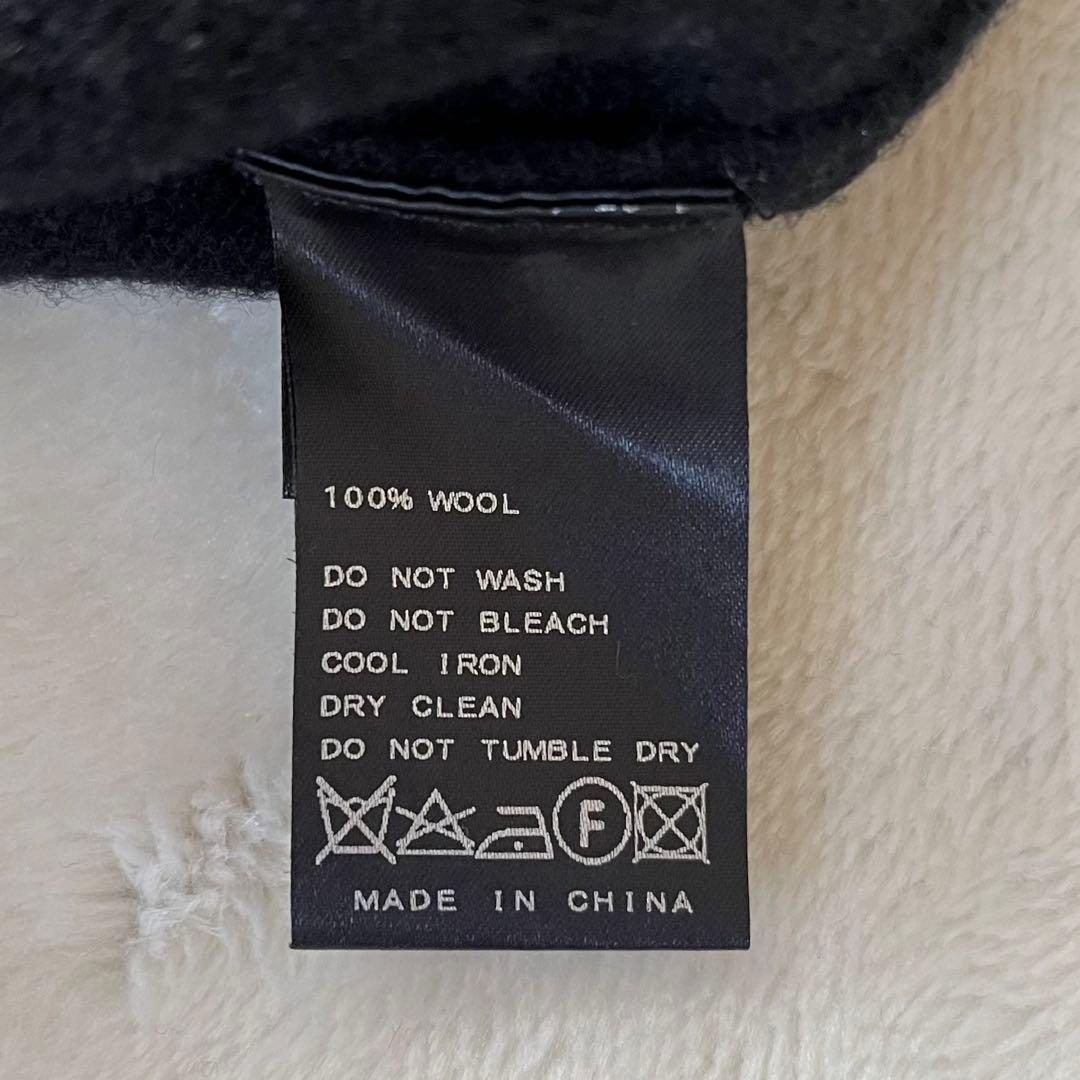 100% WOOL
DO NOT WASH
DO NOT BLEACH
COOL IRON
DRY CLEAN
DO NOT TUMBLE DRY
F
MADE IN CHINA